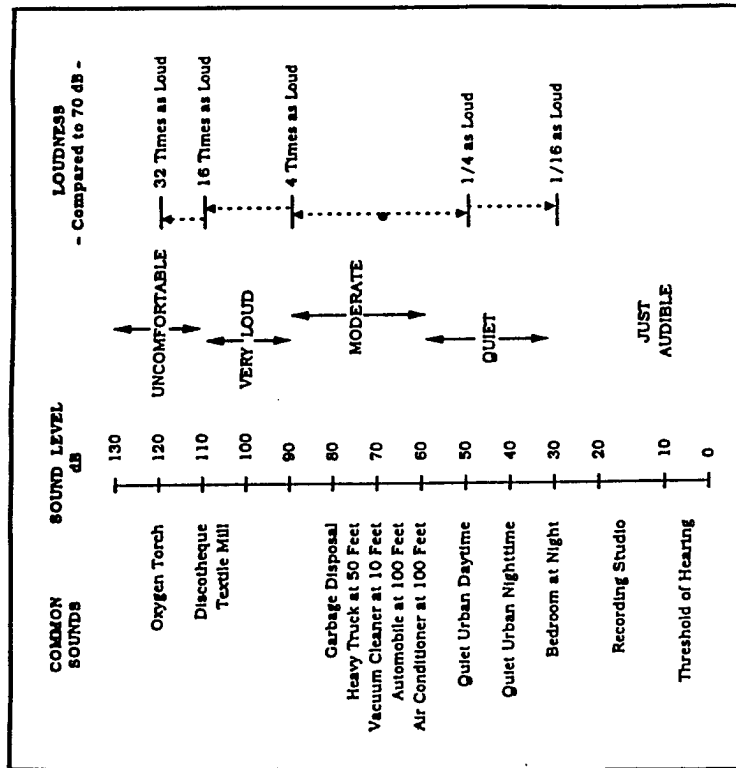 COMMON
SOUNDS
SOUND LEVEL
dB
LOUDNESS
- Compared to 70 dB -
130
Oxygen Torch
120
UNCOMFORTABLE
32 Times as Loud
Discotheque
110
16 Times as Loud
Textile Mill
100
VERY LOUD
90
4 Times as Loud
Garbage Disposal
80
Heavy Truck at 50 Feet
MODERATE
Vacuum Cleaner at 10 Feet
70
Automobile at 100 Feet
Air Conditioner at 100 Feet
60
Quiet Urban Daytime
50
QUIET
1/4 as Loud
Quiet Urban Nighttime
40
Bedroom at Night
30
1/16 as Loud
Recording Studio
20
JUST
AUDIBLE
10
Threshold of Hearing
0